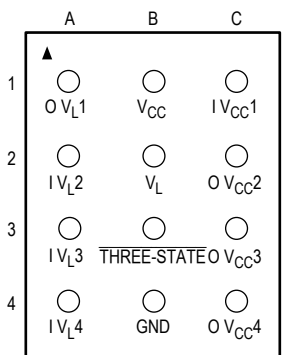 A B C
1
O VL1 VCC I VCC1
2
I VL2 VL O VCC2
3
I VL3 THREE-STATE O VCC3
4
I VL4 GND O VCC4